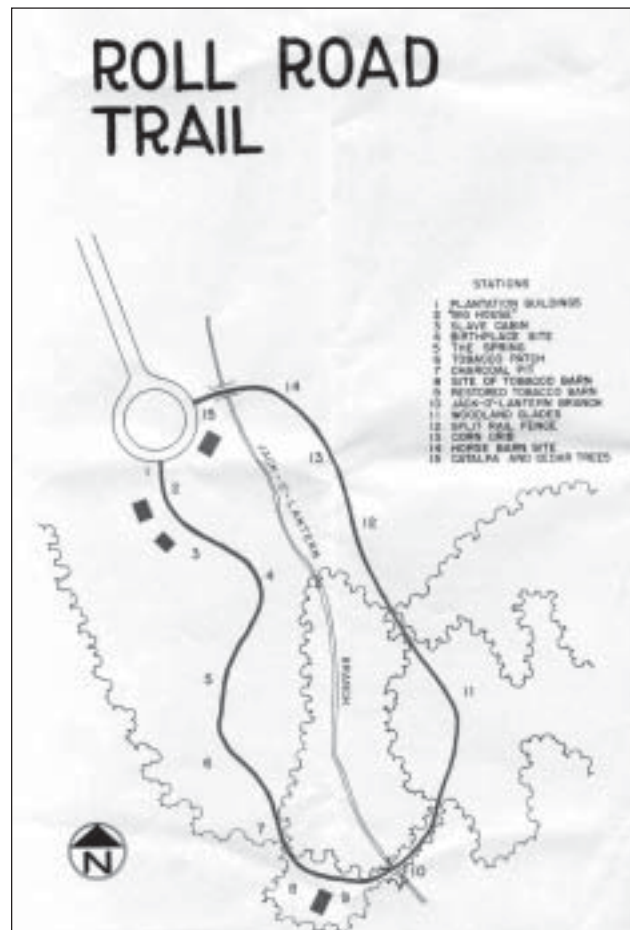 ROLL ROAD
TRAIL
STATIONS
1 PLANTATION BUILDINGS
2 "BIG HOUSE"
3 SLAVE CABIN
4 BIRTHPLACE SITE
5 THE SPRING
6 TOBACCO PATCH
7 CHARCOAL PIT
8 SITE OF TOBACCO BARN
9 RESTORED TOBACCO BARN
10 JACK-O'-LANTERN BRANCH
11 WOODLAND GLADES
12 SPLIT RAIL FENCE
13 CORN CRIB
14 HORSE BARN SITE
15 CATALPA AND CEDAR TREES
14
15
13
1
2
12
JACK-O'-LANTERN
3
4
5
BRANCH
11
6
7
10
8
9
N